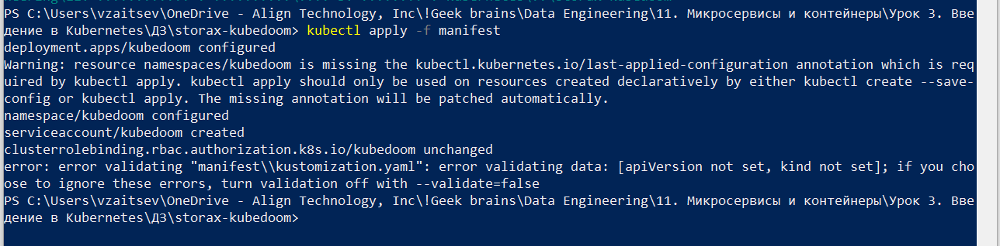 PS C:\Users\vzaitsev\OneDrive - Align Technology, Inc\!Geek brains\Data Engineering\11. Микросервисы и контейнеры\Урок 3. Вве
дение в Kubernetes\ДЗ\storax-kubedoom> kubectl apply -f manifest
deployment.apps/kubedoom configured
Warning: resource namespaces/kubedoom is missing the kubectl.kubernetes.io/last-applied-configuration annotation which is req
uired by kubectl apply. kubectl apply should only be used on resources created declaratively by either kubectl create --save-
config or kubectl apply. The missing annotation will be patched automatically.
namespace/kubedoom configured
serviceaccount/kubedoom created
clusterrolebinding.rbac.authorization.k8s.io/kubedoom unchanged
error: error validating "manifest\\kustomization.yaml": error validating data: [apiVersion not set, kind not set]; if you cho
ose to ignore these errors, turn validation off with --validate=false
PS C:\Users\vzaitsev\OneDrive - Align Technology, Inc\!Geek brains\Data Engineering\11. Микросервисы и контейнеры\Урок 3. Вве
дение в Kubernetes\ДЗ\storax-kubedoom>